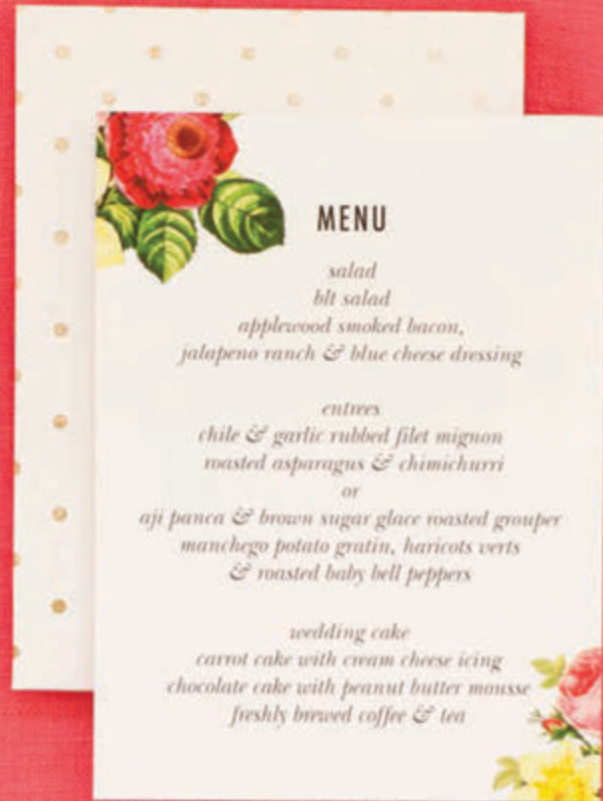 MENU
salad
blt salad
applewood smoked bacon,
jalapeno ranch & blue cheese dressing
entrees
chile & garlic rubbed filet mignon
roasted asparagus & chimichurri
or
aji panca & brown sugar glace roasted grouper
manchego potato gratin, haricots verts
& roasted baby bell peppers
wedding cake
carrot cake with cream cheese icing
chocolate cake with peanut butter mousse
freshly brewed coffee & tea